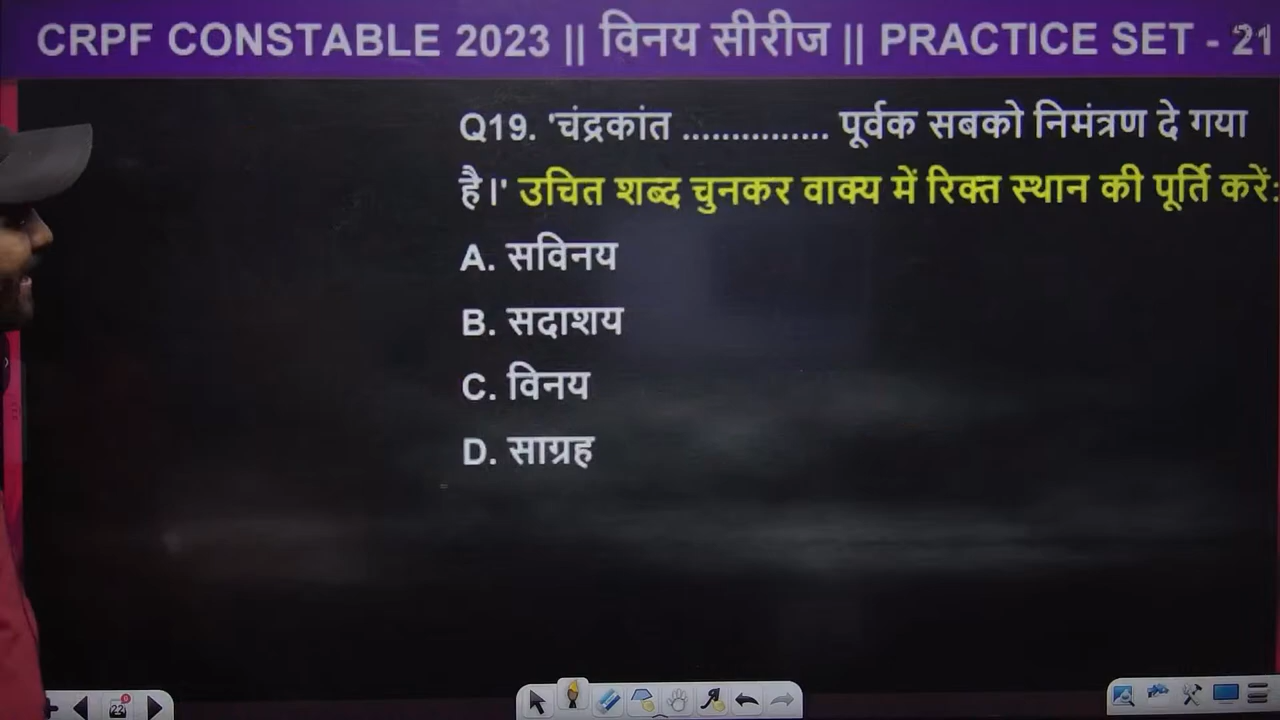 CRPF CONSTABLE 2023 || विनय सीरीज || PRACTICE SET - 21
Q19. 'चंद्रकांत ............... पूर्वक सबको निमंत्रण दे गया
है।' उचित शब्द चुनकर वाक्य में रिक्त स्थान की पूर्ति करें:
A. सविनय
B. सदाशय
C. विनय
D. साग्रह
22